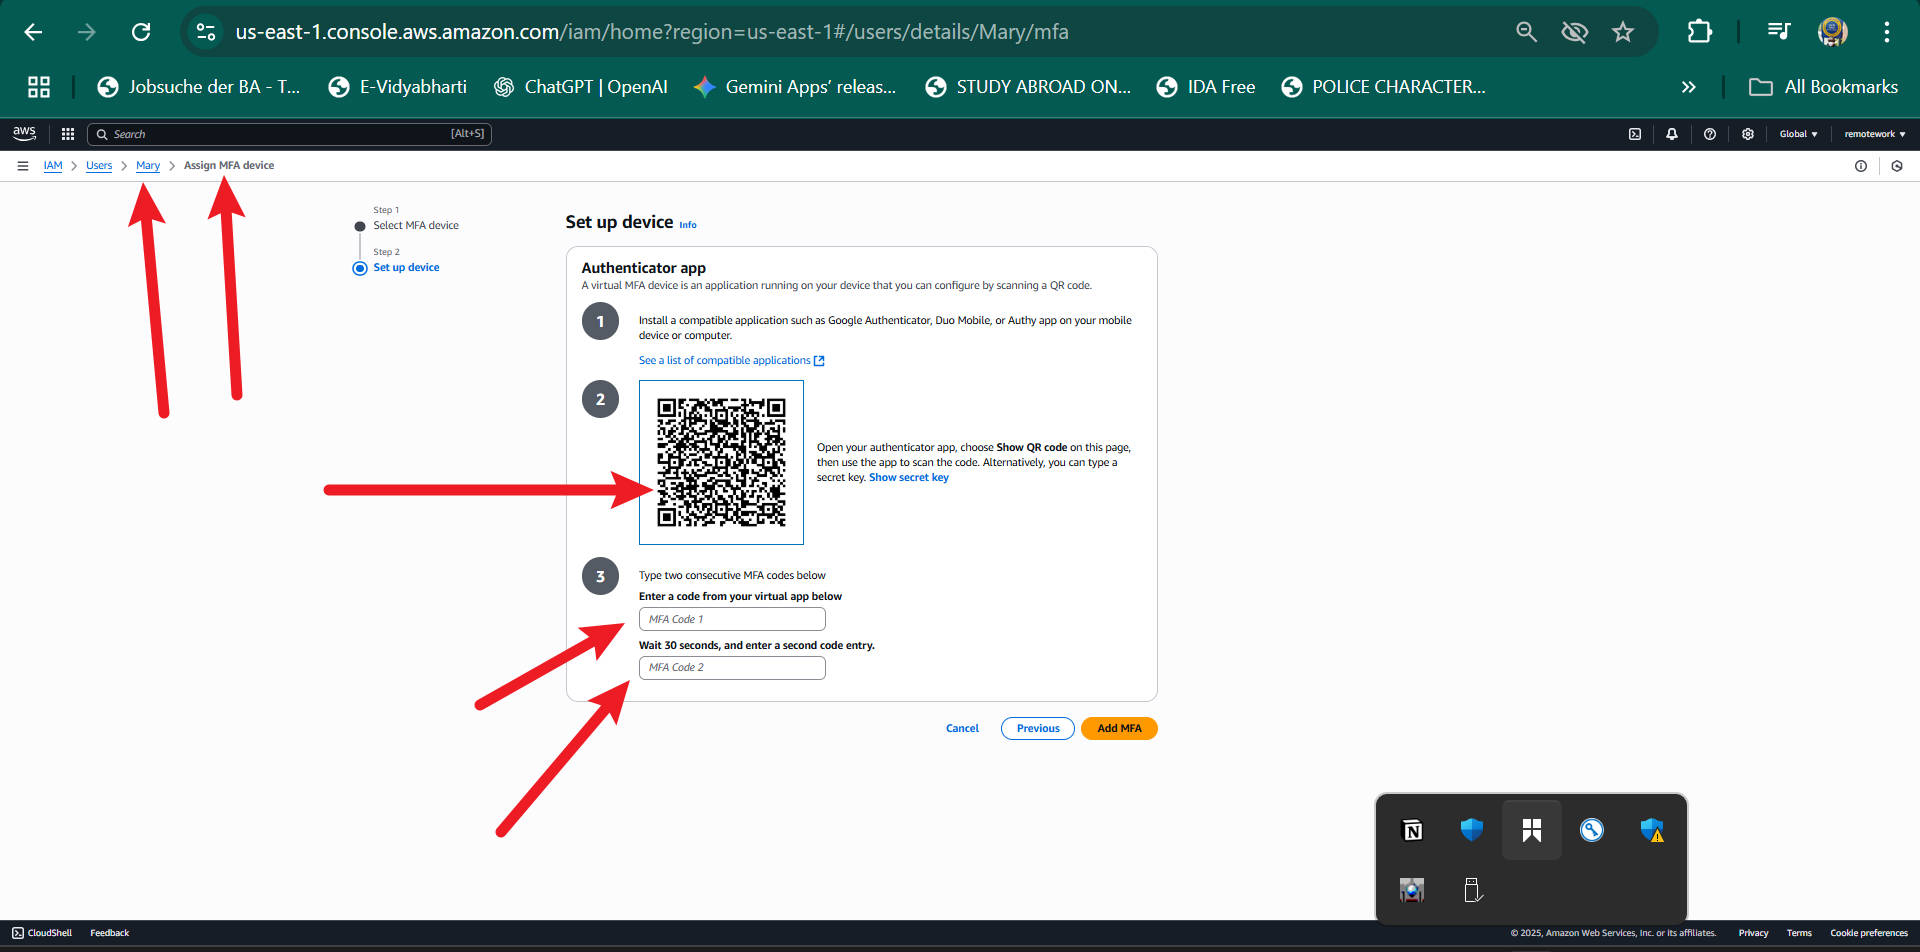 us-east-1.console.aws.amazon.com/iam/home?region=us-east-1#/users/details/Mary/mfa
Jobsuche der BA - T... E-Vidyabharti ChatGPT | OpenAI Gemini Apps' releas... STUDY ABROAD ON... IDA Free POLICE CHARACTER... All Bookmarks
aws Search [Alt+S] Global remotework
IAM Users Mary Assign MFA device
Step 1
Select MFA device
Step 2
Set up device
Set up device Info
Authenticator app
A virtual MFA device is an application running on your device that you can configure by scanning a QR code.
1
Install a compatible application such as Google Authenticator, Duo Mobile, or Authy app on your mobile
device or computer.
See a list of compatible applications
2
Open your authenticator app, choose Show QR code on this page,
then use the app to scan the code. Alternatively, you can type a
secret key. Show secret key
3
Type two consecutive MFA codes below
Enter a code from your virtual app below
MFA Code 1
Wait 30 seconds, and enter a second code entry.
MFA Code 2
Cancel Previous Add MFA
CloudShell Feedback © 2025, Amazon Web Services, Inc. or its affiliates. Privacy Terms Cookie preferences